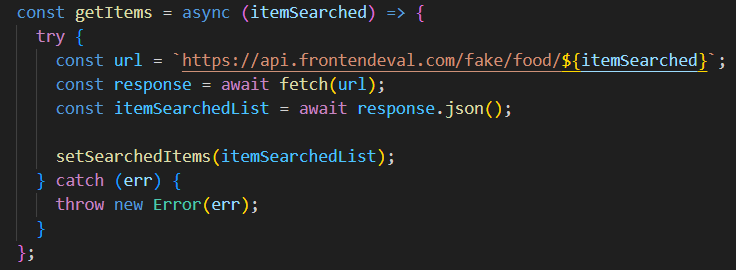 const getItems = async (itemSearched) => {
  try {
    const url = `https://api.frontendeval.com/fake/food/${itemSearched}`;
    const response = await fetch(url);
    const itemSearchedList = await response.json();

    setSearchedItems(itemSearchedList);
  } catch (err) {
    throw new Error(err);
  }
};